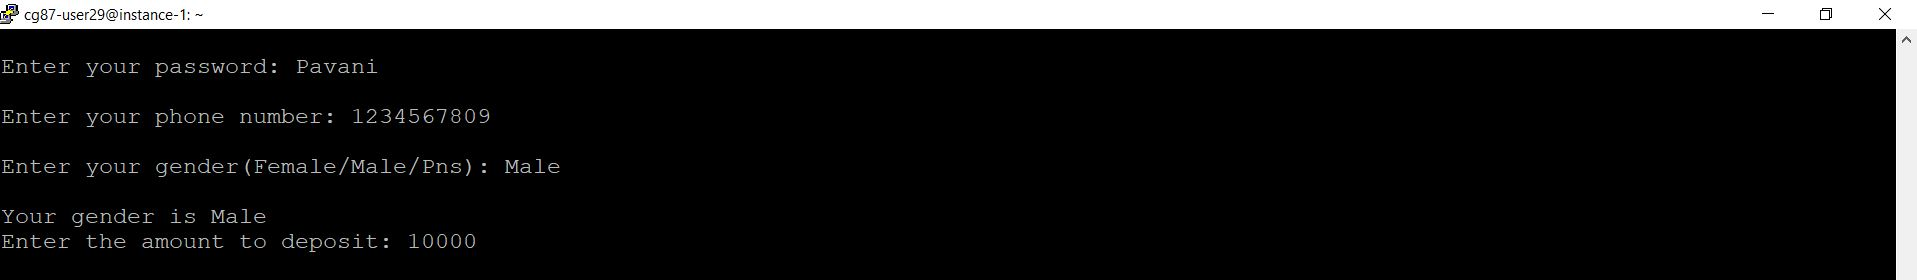 cg87-user29@instance-1: ~
Enter your password: Pavani
Enter your phone number: 1234567809
Enter your gender(Female/Male/Pns): Male
Your gender is Male
Enter the amount to deposit: 10000